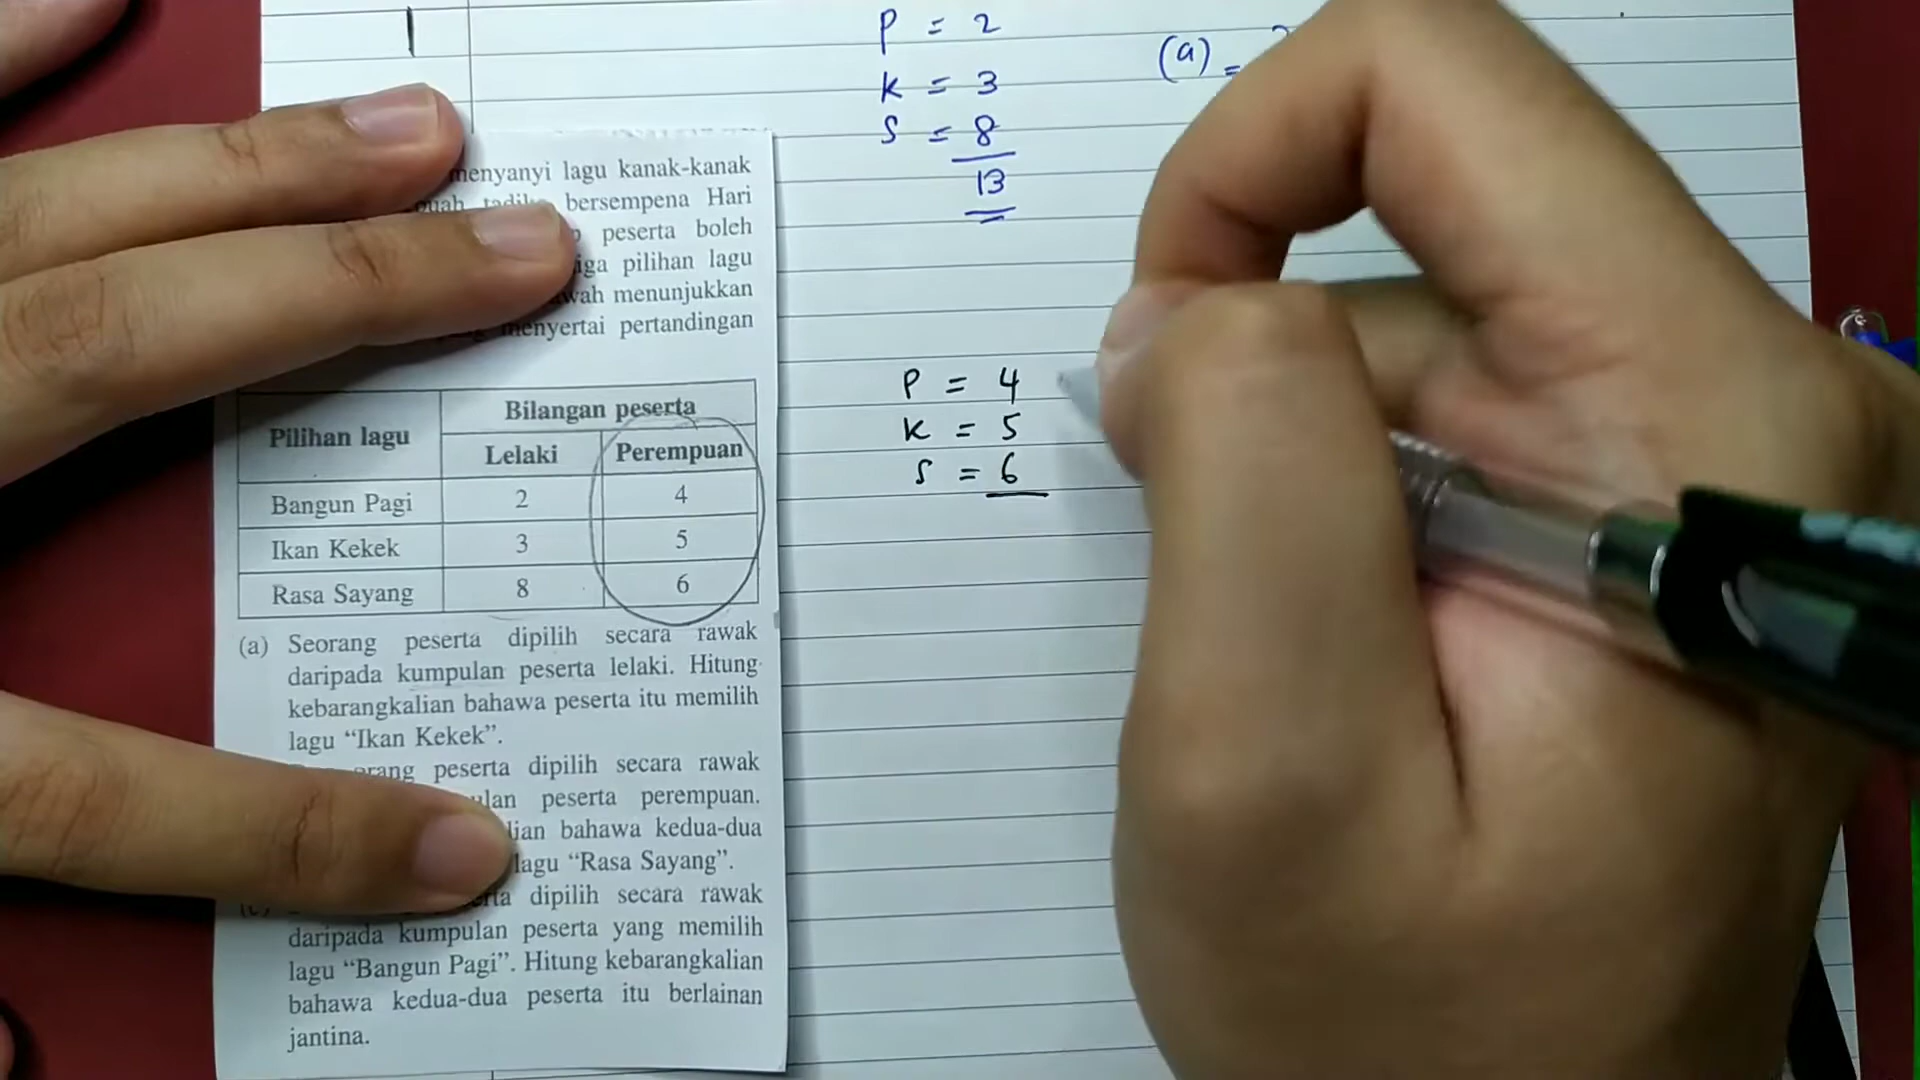 P = 2
K = 3
S = 8
13
(a) =
menyanyi lagu kanak-kanak
bersempena Hari
peserta boleh
pilihan lagu
menunjukkan
menyertai pertandingan
Pilihan lagu
Bilangan peserta
Lelaki Perempuan
Bangun Pagi 2 4
Ikan Kekek 3 5
Rasa Sayang 8 6
P = 4
K = 5
S = 6
(a) Seorang peserta dipilih secara rawak
daripada kumpulan peserta lelaki. Hitung
kebarangkalian bahawa peserta itu memilih
lagu “Ikan Kekek”.
peserta dipilih secara rawak
peserta perempuan.
bahawa kedua-dua
lagu “Rasa Sayang”.
dipilih secara rawak
daripada kumpulan peserta yang memilih
lagu “Bangun Pagi”. Hitung kebarangkalian
bahawa kedua-dua peserta itu berlainan
jantina.